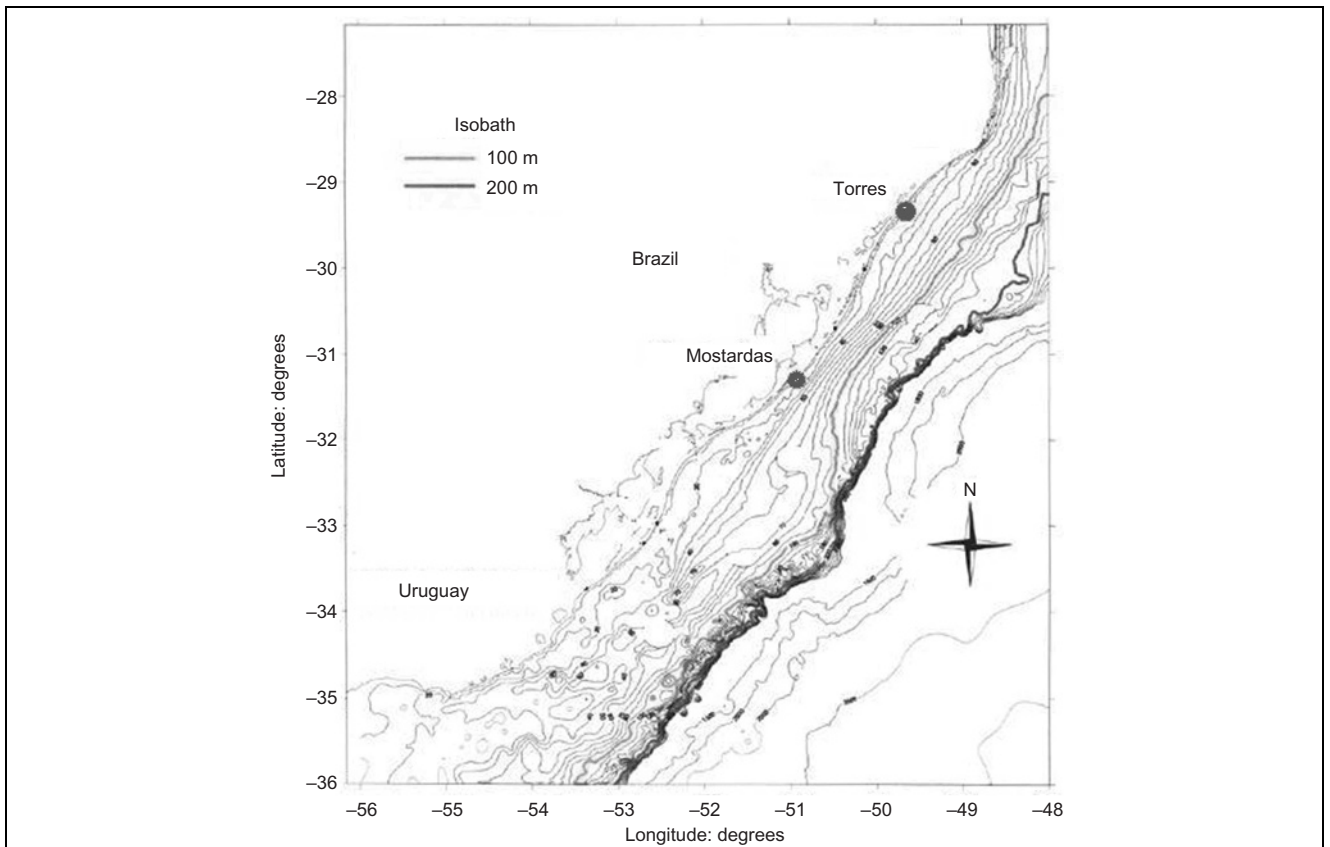 –28
Isobath
100 m
200 m
–29
Torres
Brazil
–30
–31
Mostardas
Latitude: degrees
–32
N
–33
Uruguay
–34
–35
–36
–56
–55
–54
–53
–52
–51
–50
–49
–48
Longitude: degrees